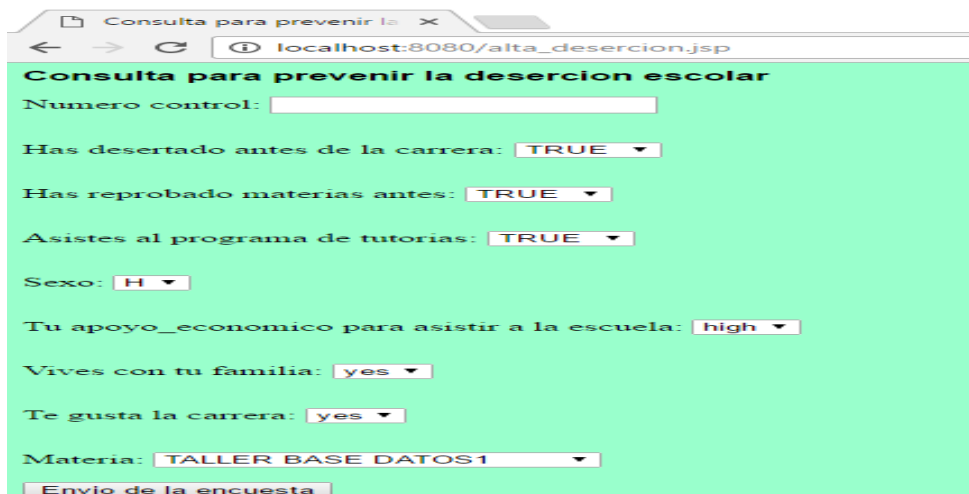 Consulta para prevenir la
localhost:8080/alta_desercion.jsp
Consulta para prevenir la desercion escolar
Numero control:
Has desertado antes de la carrera: TRUE
Has reprobado materias antes: TRUE
Asistes al programa de tutorias: TRUE
Sexo: H
Tu apoyo_economico para asistir a la escuela: high
Vives con tu familia: yes
Te gusta la carrera: yes
Materia: TALLER BASE DATOS1
Envio de la encuesta